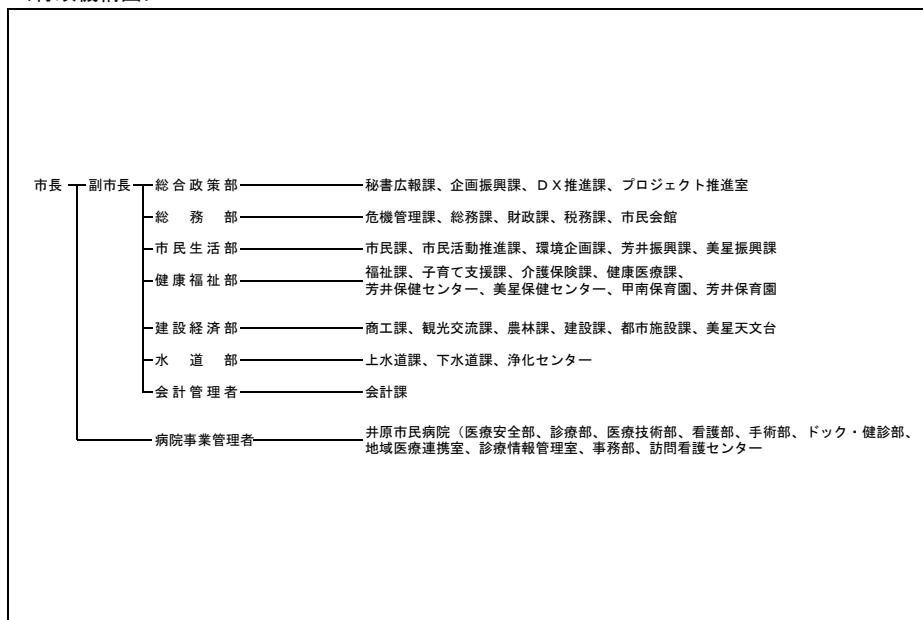 市長 副市長 総合政策部 秘書広報課、企画振興課、ＤＸ推進課、プロジェクト推進室
総務部 危機管理課、総務課、財政課、税務課、市民会館
市民生活部 市民課、市民活動推進課、環境企画課、芳井振興課、美星振興課
健康福祉部 福祉課、子育て支援課、介護保険課、健康医療課、
芳井保健センター、美星保健センター、甲南保育園、芳井保育園
建設経済部 商工課、観光交流課、農林課、建設課、都市施設課、美星天文台
水道部 上水道課、下水道課、浄化センター
会計管理者 会計課
病院事業管理者 井原市民病院（医療安全部、診療部、医療技術部、看護部、手術部、ドック・健診部、
地域医療連携室、診療情報管理室、事務部、訪問看護センター